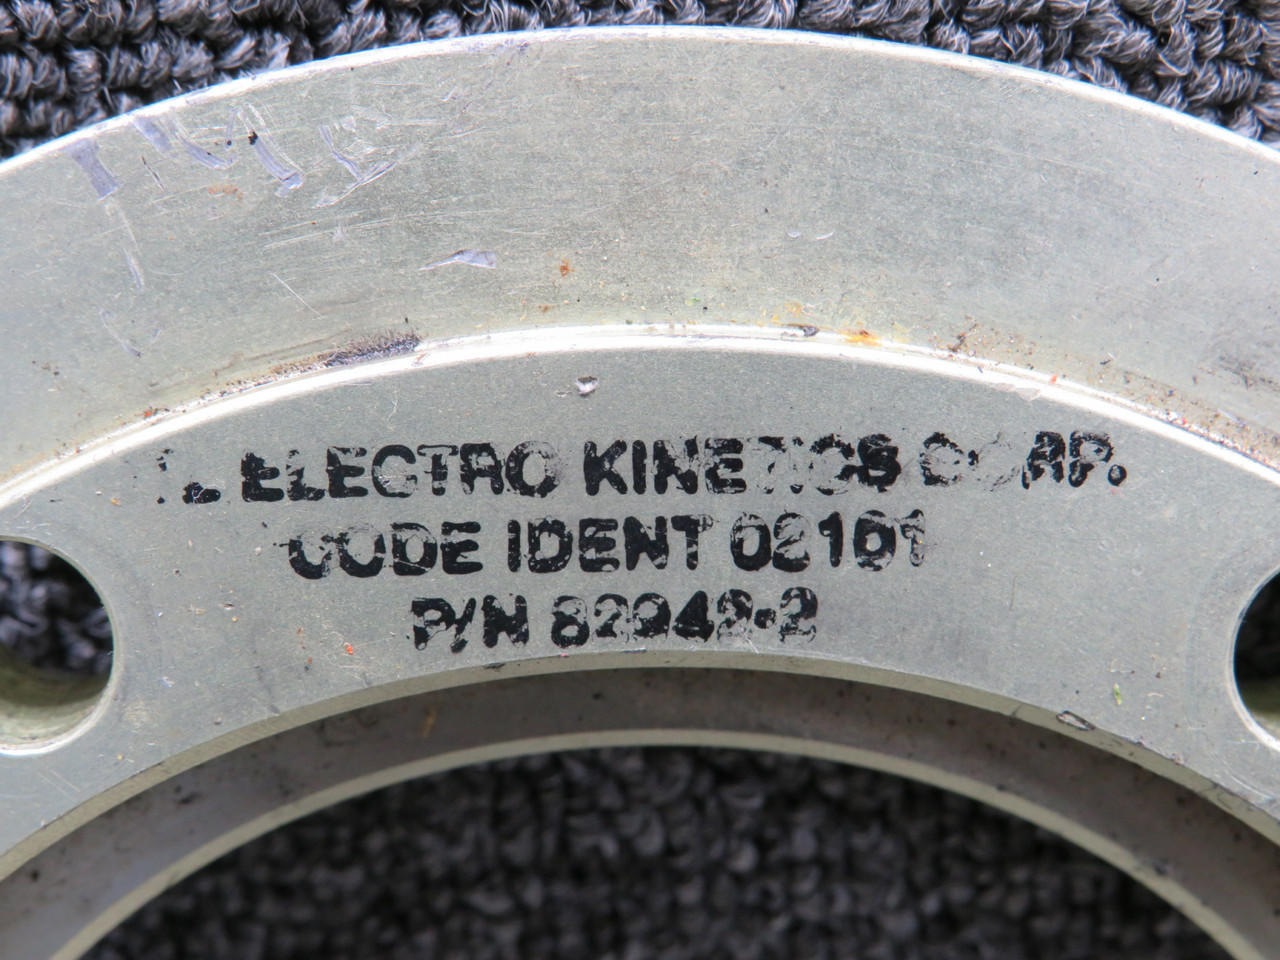 ELECTRO KINETICS CORP.
CODE IDENT 02101
P/N 82942-2